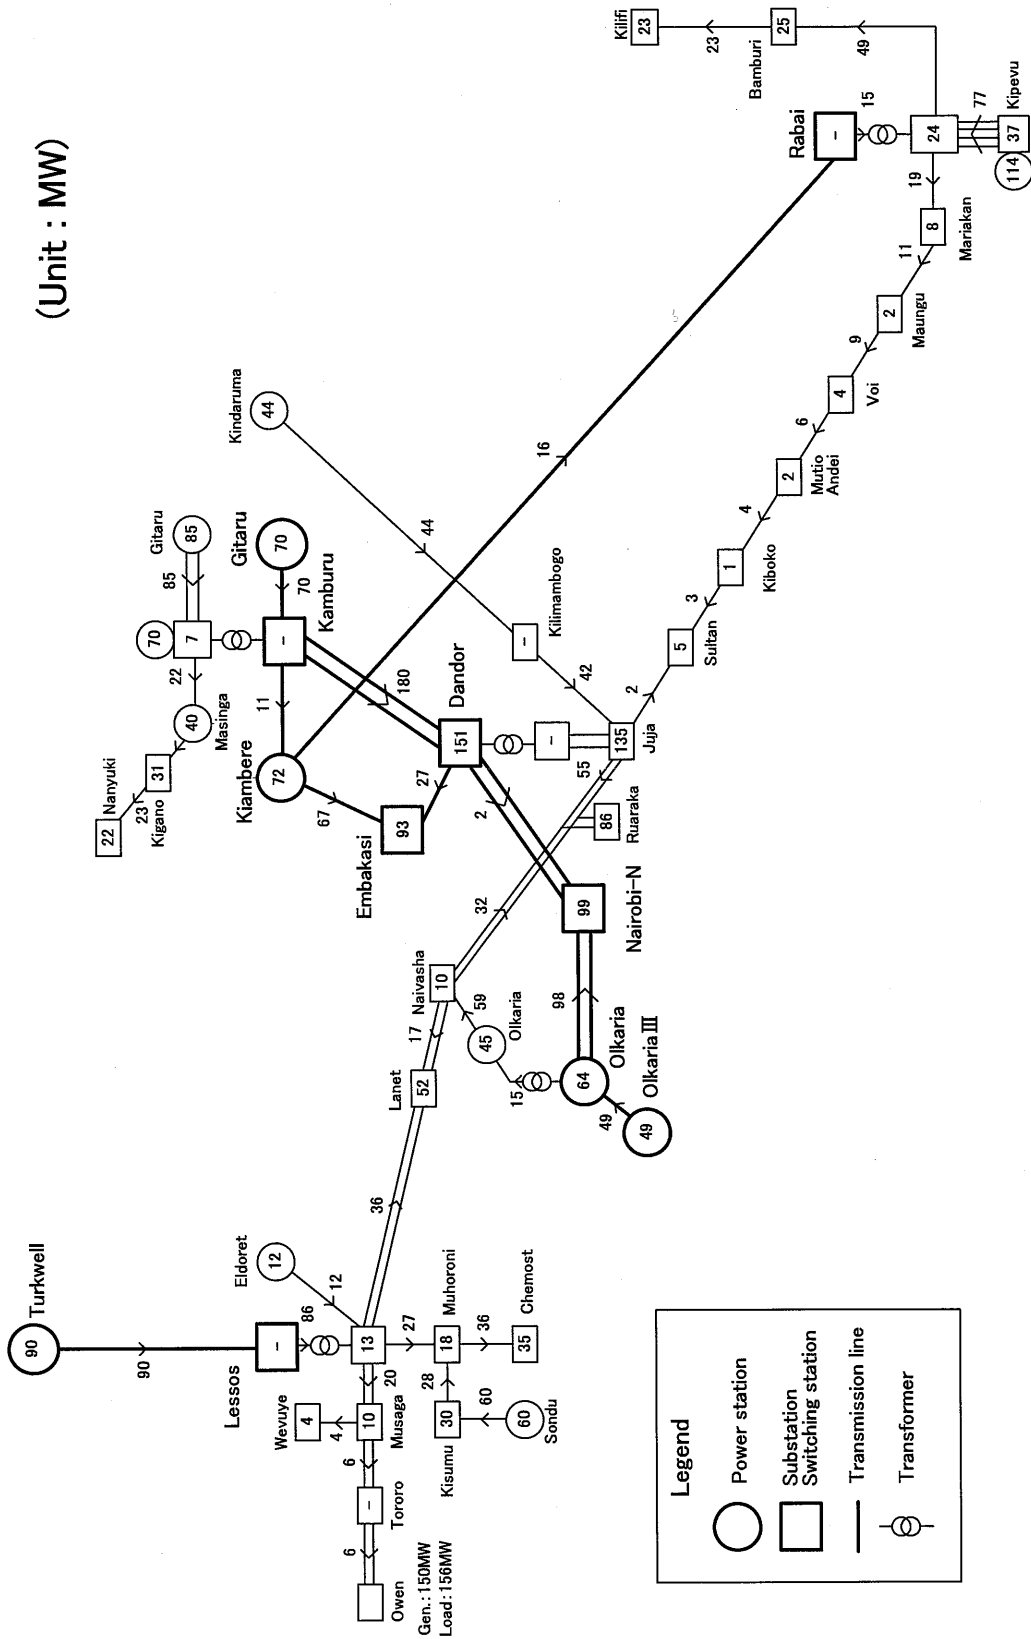 (Unit : MW)
Turkwell
90
90
Lessos
-
86
Eldoret
12
12
13
36
27
20
Wevuye
4
4
10
Musaga
6
-
Tororo
6
Owen
Gen.:150MW
Load:156MW
18
Muhoroni
36
35
Chemost
28
30
Kisumu
60
60
Sondu
Lanet
52
17
Naivasha
10
59
45
Olkaria
15
64
Olkaria
49
49
Olkaria III
98
99
Nairobi-N
32
2
86
Ruaraka
55
Nanyuki
22
23
Kigano
31
Masinga
40
22
70
7
85
85
Gitaru
Gitaru
70
70
Kamburu
-
11
Kiambere
72
67
Embakasi
93
27
180
Dandor
151
-
135
Juja
42
-
Kilimambogo
44
Kindaruma
44
16
2
5
Sultan
3
1
Kiboko
4
2
Mutio
Andei
6
4
Voi
9
2
Maungu
11
8
Mariakan
19
Rabai
-
15
24
77
37
114
Kipevu
49
25
Bamburi
23
Kilifi
23
Legend
Power station
Substation
Switching station
Transmission line
Transformer